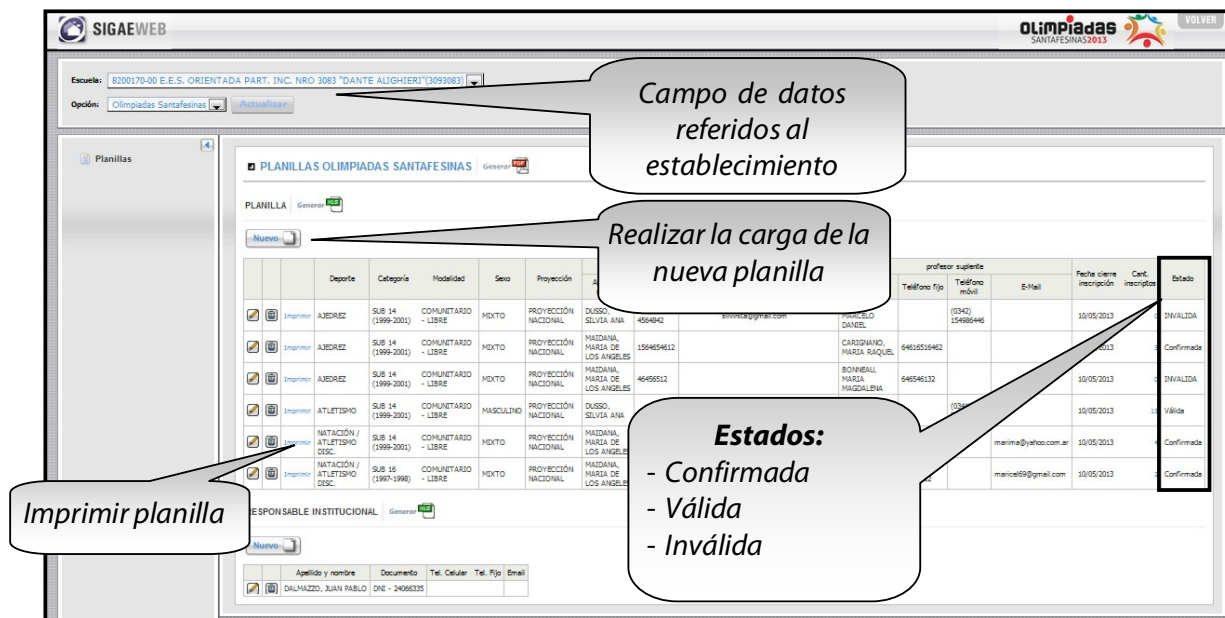 SIGAEWEB
OLIMPIADAS
SANTAFESINAS2013
VOLVER
Escuela: 8200170-00 E.E.S. ORIENTADA PART. INC. NRO 3083 "DANTE ALIGHIERI"(3093083)
Opción: Olimpiadas Santafesinas Actualizar
Campo de datos
referidos al
establecimiento
Planillas
PLANILLAS OLIMPIADAS SANTAFESINAS Generar PDF
PLANILLA Generar XLS
Nuevo
Realizar la carga de la
nueva planilla
profesor suplente
Deporte Categoría Modalidad Sexo Proyección Teléfono fijo Teléfono móvil E-Mail Fecha cierre inscripción Cant. inscriptos Estado
Imprimir AJEDREZ SUB 14 (1999-2001) COMUNITARIO - LIBRE MIXTO PROYECCIÓN NACIONAL DUSSO, SILVIA ANA 4564842 silvinita@gmail.com MARCELO DANIEL (0342) 154986446 10/05/2013 INVALIDA
Imprimir AJEDREZ SUB 14 (1999-2001) COMUNITARIO - LIBRE MIXTO PROYECCIÓN NACIONAL MAIDANA, MARIA DE LOS ANGELES 1564654612 CARIGNANO, MARIA RAQUEL 64616516462Confirmada
Imprimir AJEDREZ SUB 14 (1999-2001) COMUNITARIO - LIBRE MIXTO PROYECCIÓN NACIONAL MAIDANA, MARIA DE LOS ANGELES 46456512 BONNEAU, MARIA MAGDALENA 646546132 10/05/2013 INVALIDA
Imprimir ATLETISMO SUB 14 (1999-2001) COMUNITARIO - LIBRE MASCULINO PROYECCIÓN NACIONAL DUSSO, SILVIA ANA 10/05/2013 Válida
Imprimir NATACIÓN / ATLETISMO DISC. SUB 14 (1999-2001) COMUNITARIO - LIBRE MIXTO PROYECCIÓN NACIONAL MAIDANA, MARIA DE LOS ANGELES marima@yahoo.com.ar 10/05/2013 Confirmada
Imprimir NATACIÓN / ATLETISMO DISC. SUB 16 (1997-1998) COMUNITARIO - LIBRE MIXTO PROYECCIÓN NACIONAL MAIDANA, MARIA DE LOS ANGELES maricel69@gmail.com 10/05/2013 Confirmada
Estados:
- Confirmada
- Válida
- Inválida
Imprimir planilla
RESPONSABLE INSTITUCIONAL Generar XLS
Nuevo
Apellido y nombre Documento Tel. Celular Tel. Fijo Email
DALMAZZO, JUAN PABLO DNI - 24066335